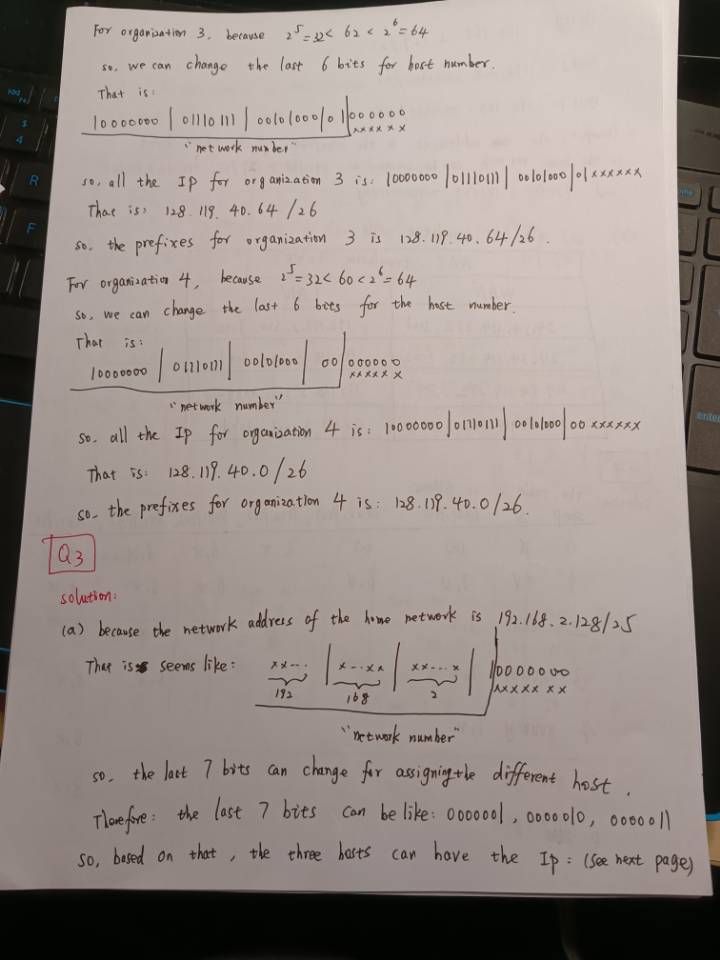 For organization 3, because 2^5=32< 62 < 2^6=64
so, we can change the last 6 bits for host number.
That is:
10000000 | 01110111 | 00101000 | 01|000000
xxxxxx
"network number"
so, all the Ip for organization 3 is: 10000000 | 01110111 | 00101000 | 01xxxxxx
That is: 128.119.40.64/26
so, the prefixes for organization 3 is 128.119.40.64/26.
For organization 4, because 2^5=32< 60 < 2^6=64
So, we can change the last 6 bits for the host number.
That is:
10000000 | 01110111 | 00101000 | 00|000000
xxxxxx
"network number"
so, all the Ip for organization 4 is: 10000000 | 01110111 | 00101000 | 00xxxxxx
That is: 128.119.40.0/26
so, the prefixes for organization 4 is: 128.119.40.0/26.
Q3
solution:
(a) because the network address of the home network is 192.168.2.128/25
That is seems like: xx--.. | x--.xx | xx-...x | 1|0000000
192 168 2 xxxxxxx
"network number"
so, the last 7 bits can change for assigning the different host.
Therefore: the last 7 bits can be like: 0000001, 0000010, 0000011
So, based on that, the three hosts can have the Ip: (see next page)
enter
R
F
S
4